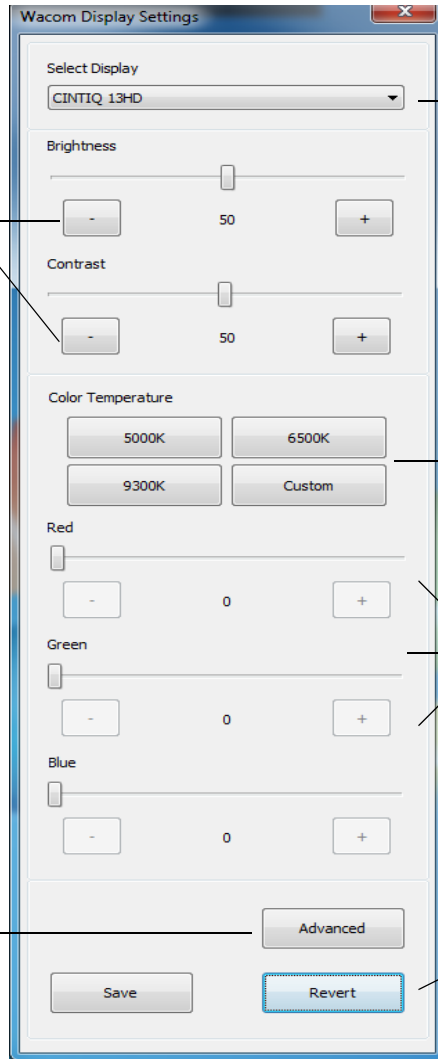 Wacom Display Settings
Select Display
CINTIQ 13HD
Brightness
- 50 +
Contrast
- 50 +
Color Temperature
5000K 6500K
9300K Custom
Red
- 0 +
Green
- 0 +
Blue
- 0 +
Advanced
Save Revert